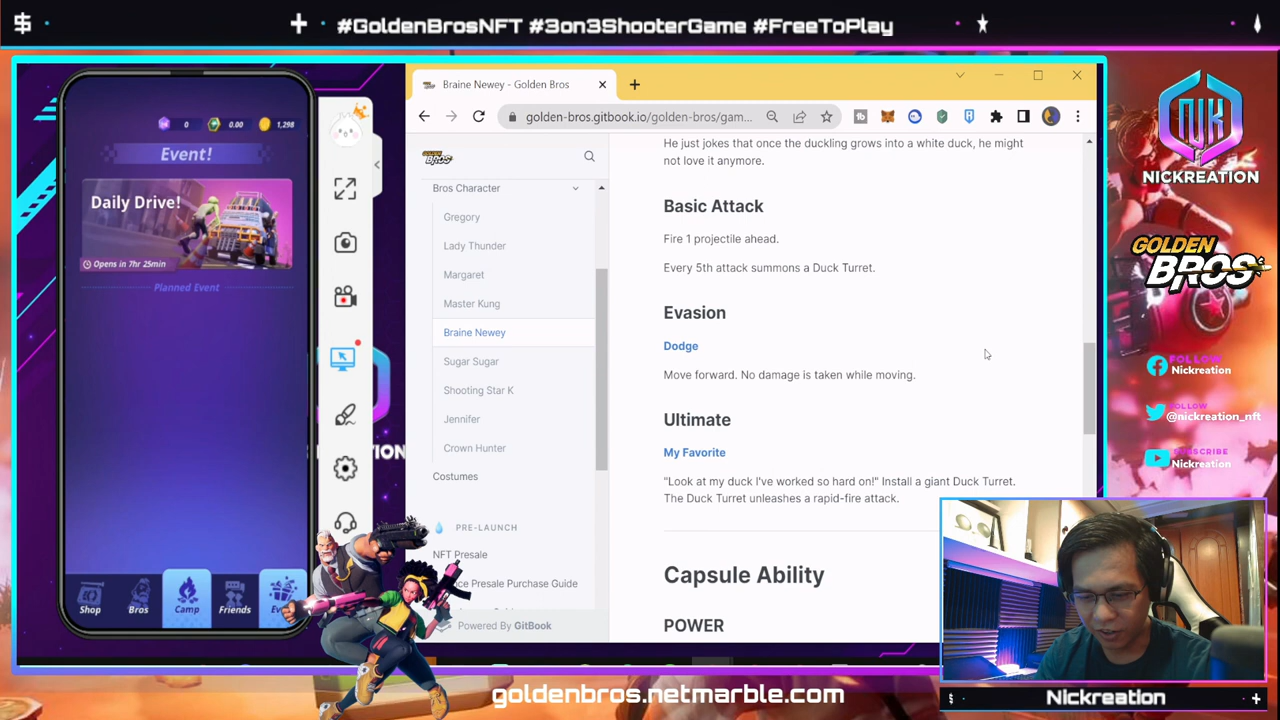 #GoldenBrosNFT #3on3ShooterGame #FreeToPlay
0 0.00 1,298
Event!
Daily Drive!
Opens in 7hr 25min
Planned Event
Shop
Bros
Camp
Friends
Braine Newey - Golden Bros
golden-bros.gitbook.io/golden-bros/gam...
GOLDEN BROS
Bros Character
Gregory
Lady Thunder
Margaret
Master Kung
Braine Newey
Sugar Sugar
Shooting Star K
Jennifer
Crown Hunter
Costumes
PRE-LAUNCH
NFT Presale
Presale Purchase Guide
Powered By GitBook
He just jokes that once the duckling grows into a white duck, he might
not love it anymore.
Basic Attack
Fire 1 projectile ahead.
Every 5th attack summons a Duck Turret.
Evasion
Dodge
Move forward. No damage is taken while moving.
Ultimate
My Favorite
"Look at my duck I've worked so hard on!" Install a giant Duck Turret.
The Duck Turret unleashes a rapid-fire attack.
Capsule Ability
POWER
NICKREATION
GOLDEN
BROS
FOLLOW
Nickreation
FOLLOW
@nickreation_nft
SUBSCRIBE
Nickreation
goldenbros.netmarble.com
Nickreation